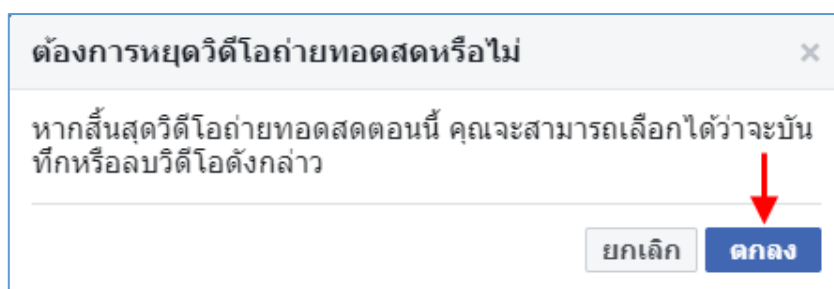 ต้องการหยุดวิดีโอถ่ายทอดสดหรือไม่
หากสิ้นสุดวิดีโอถ่ายทอดสดตอนนี้ คุณจะสามารถเลือกได้ว่าจะบัน
ทึกหรือลบวิดีโอดังกล่าว
ยกเลิก ตกลง